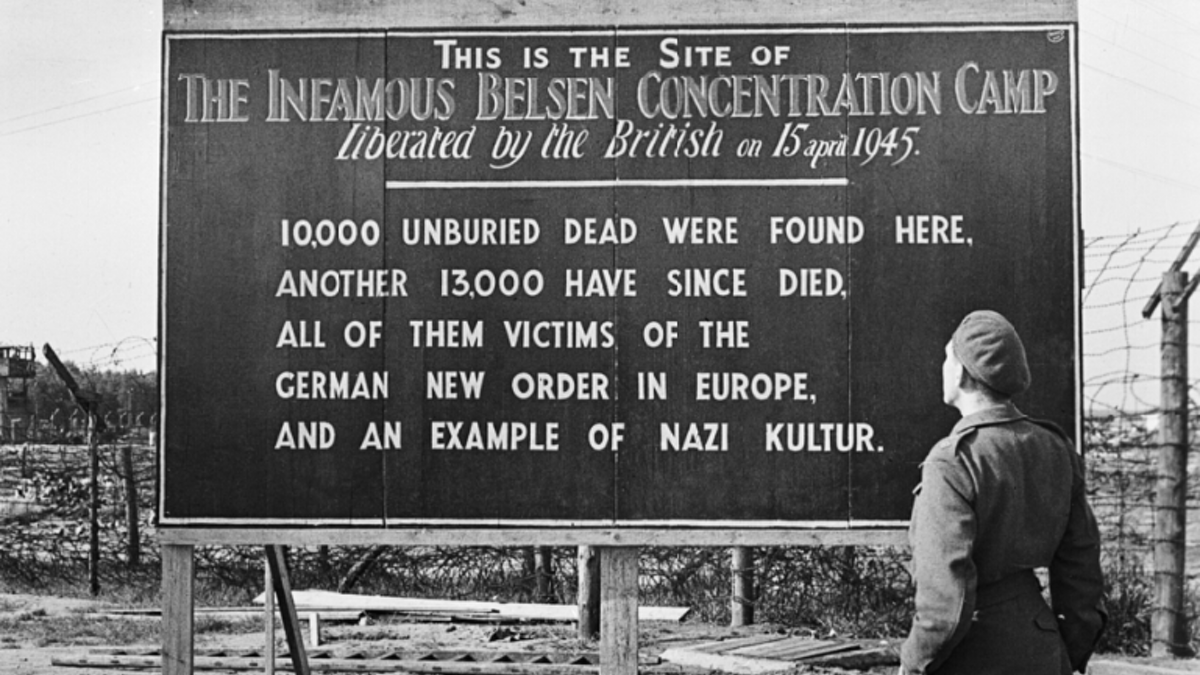 THIS IS THE SITE OF
THE INFAMOUS BELSEN CONCENTRATION CAMP
Liberated by the British on 15 april 1945.
10,000 UNBURIED DEAD WERE FOUND HERE,
ANOTHER 13,000 HAVE SINCE DIED,
ALL OF THEM VICTIMS OF THE
GERMAN NEW ORDER IN EUROPE,
AND AN EXAMPLE OF NAZI KULTUR.